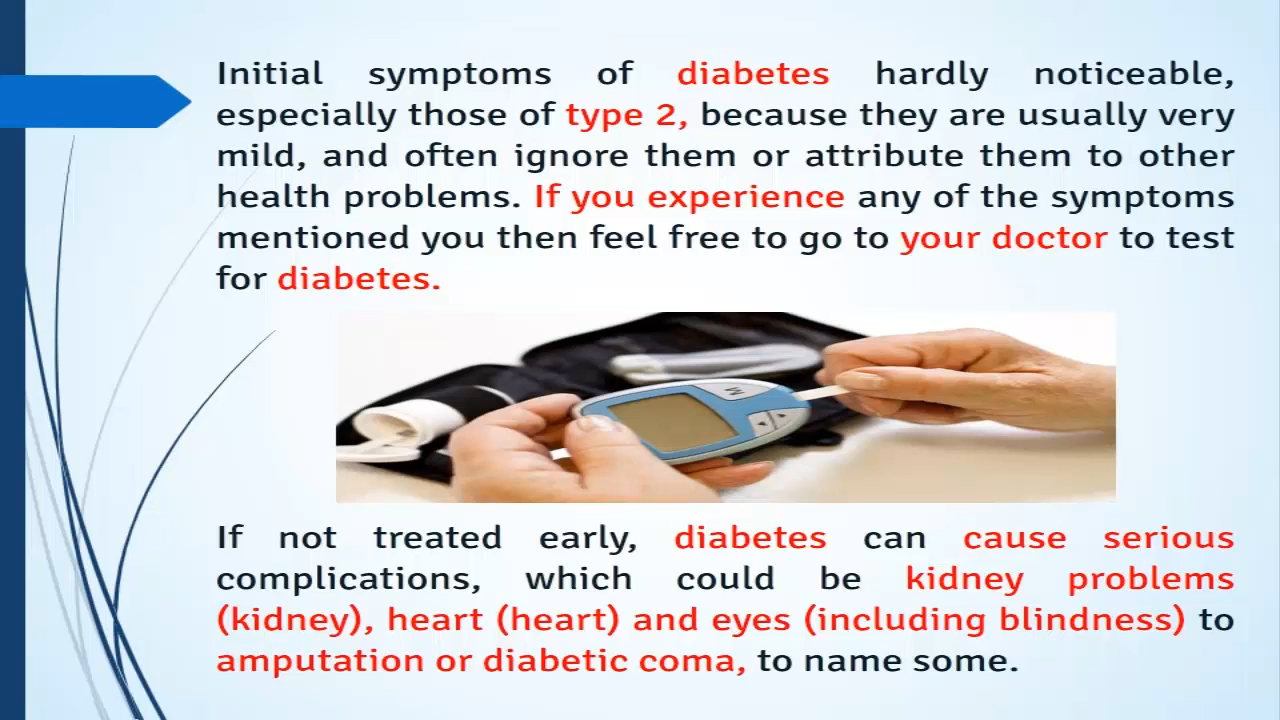 Initial symptoms of diabetes hardly noticeable,
especially those of type 2, because they are usually very
mild, and often ignore them or attribute them to other
health problems. If you experience any of the symptoms
mentioned you then feel free to go to your doctor to test
for diabetes.
M
If not treated early, diabetes can cause serious
complications, which could be kidney problems
(kidney), heart (heart) and eyes (including blindness) to
amputation or diabetic coma, to name some.